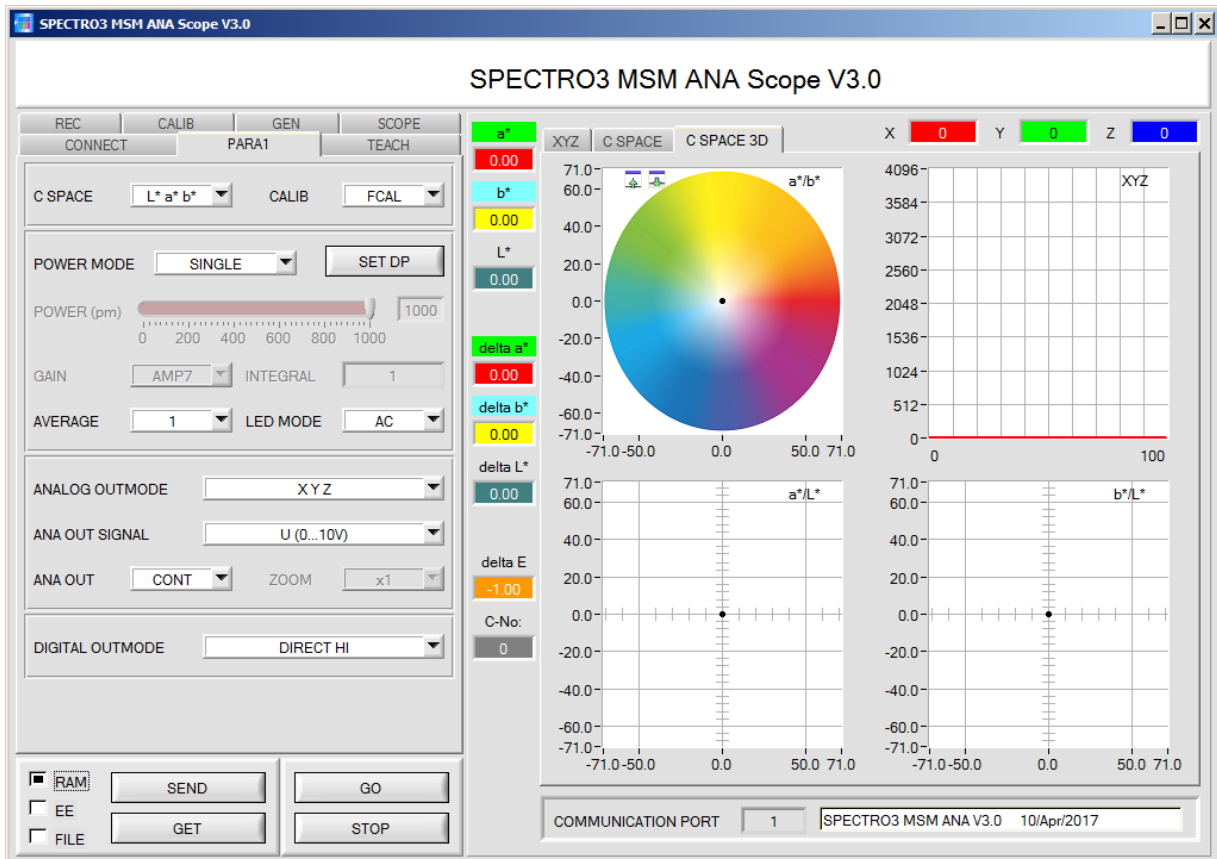 SPECTRO3 MSM ANA Scope V3.0
SPECTRO3 MSM ANA Scope V3.0
REC CALIB GEN SCOPE
CONNECT PARA1 TEACH
C SPACE L* a* b* CALIB FCAL
POWER MODE SINGLE SET DP
POWER (pm) 1000
0 200 400 600 800 1000
GAIN AMP7 INTEGRAL 1
AVERAGE 1 LED MODE AC
ANALOG OUTMODE X Y Z
ANA OUT SIGNAL U (0...10V)
ANA OUT CONT ZOOM x1
DIGITAL OUTMODE DIRECT HI
RAM
EE
FILE
SEND
GET
GO
STOP
a*
0.00
b*
0.00
L*
0.00
delta a*
0.00
delta b*
0.00
delta L*
0.00
delta E
-1.00
C-No:
0
XYZ C SPACE C SPACE 3D
X 0 Y 0 Z 0
a*/b*
71.0
60.0
40.0
20.0
0.0
-20.0
-40.0
-60.0
-71.0
-71.0 -50.0 0.0 50.0 71.0
XYZ
4096
3584
3072
2560
2048
1536
1024
512
0
0 100
a*/L*
71.0
60.0
40.0
20.0
0.0
-20.0
-40.0
-60.0
-71.0
-71.0 -50.0 0.0 50.0 71.0
b*/L*
71.0
60.0
40.0
20.0
0.0
-20.0
-40.0
-60.0
-71.0
-71.0 -50.0 0.0 50.0 71.0
COMMUNICATION PORT 1 SPECTRO3 MSM ANA V3.0 10/Apr/2017